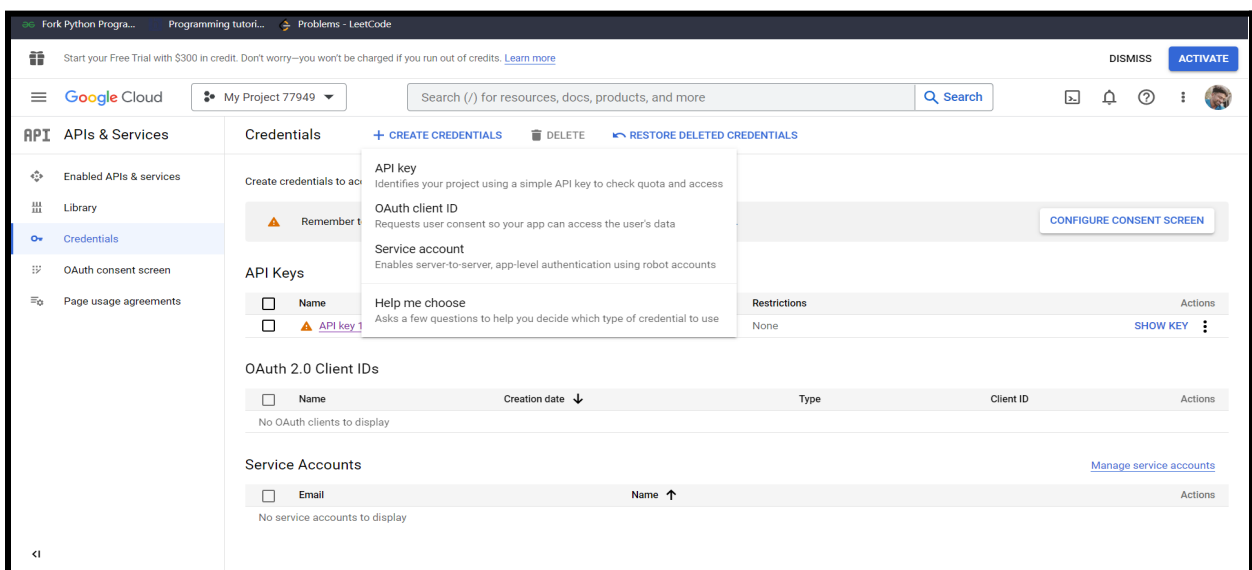 Fork Python Progra... Programming tutori... Problems - LeetCode
Start your Free Trial with $300 in credit. Don't worry—you won't be charged if you run out of credits. Learn more DISMISS ACTIVATE
Google Cloud My Project 77949 Search (/) for resources, docs, products, and more Search
API APIs & Services Credentials + CREATE CREDENTIALS DELETE RESTORE DELETED CREDENTIALS
Enabled APIs & services
Library
Credentials
OAuth consent screen
Page usage agreements
API key
Identifies your project using a simple API key to check quota and access
OAuth client ID
Requests user consent so your app can access the user's data
Service account
Enables server-to-server, app-level authentication using robot accounts
Help me choose
Asks a few questions to help you decide which type of credential to use
Create credentials to
Remember CONFIGURE CONSENT SCREEN
API Keys
Name Restrictions Actions
API key 1 None SHOW KEY
OAuth 2.0 Client IDs
Name Creation date Type Client ID Actions
No OAuth clients to display
Service Accounts Manage service accounts
Email Name Actions
No service accounts to display